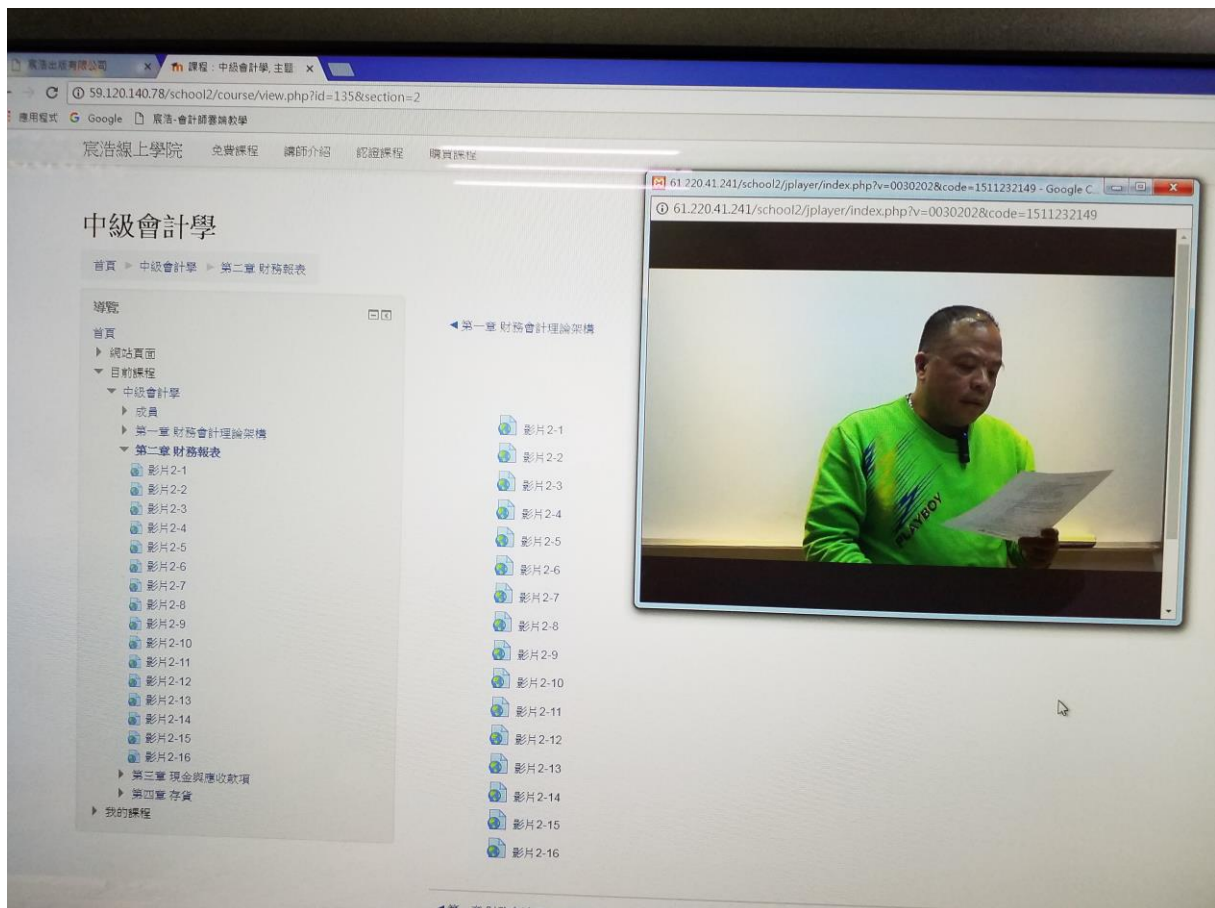 宸浩出版有限公司
課程：中級會計學, 主題
59.120.140.78/school2/course/view.php?id=135&section=2
應用程式
Google
宸浩-會計師雲端教學
宸浩線上學院
免費課程
講師介紹
認證課程
購買課程
61.220.41.241/school2/jplayer/index.php?v=0030202&code=1511232149 - Google C
61.220.41.241/school2/jplayer/index.php?v=0030202&code=1511232149
PLAYBOY
中級會計學
首頁 ► 中級會計學 ► 第二章 財務報表
導覽
首頁
網站頁面
目前課程
中級會計學
成員
第一章 財務會計理論架構
第二章 財務報表
影片2-1
影片2-2
影片2-3
影片2-4
影片2-5
影片2-6
影片2-7
影片2-8
影片2-9
影片2-10
影片2-11
影片2-12
影片2-13
影片2-14
影片2-15
影片2-16
第三章 現金與應收款項
第四章 存貨
我的課程
◄第一章 財務會計理論架構
影片2-1
影片2-2
影片2-3
影片2-4
影片2-5
影片2-6
影片2-7
影片2-8
影片2-9
影片2-10
影片2-11
影片2-12
影片2-13
影片2-14
影片2-15
影片2-16